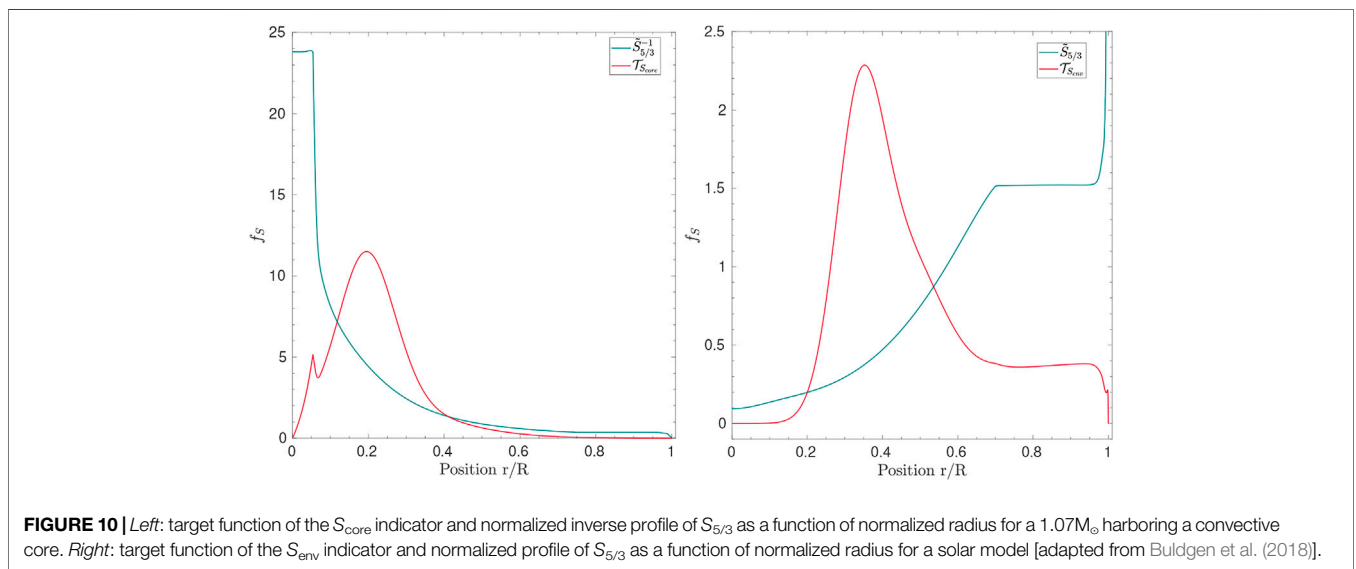 25
20
15
10
5
0
0 0.2 0.4 0.6 0.8 1
f_S
Position r/R
S̃⁻¹_{5/3}
𝒯_{S_{core}}
2.5
2
1.5
1
0.5
0
0 0.2 0.4 0.6 0.8 1
f_S
Position r/R
S̃_{5/3}
𝒯_{S_{env}}
FIGURE 10 | Left: target function of the S_core indicator and normalized inverse profile of S_5/3 as a function of normalized radius for a 1.07M_⊙ harboring a convective
core. Right: target function of the S_env indicator and normalized profile of S_5/3 as a function of normalized radius for a solar model [adapted from Buldgen et al. (2018)].